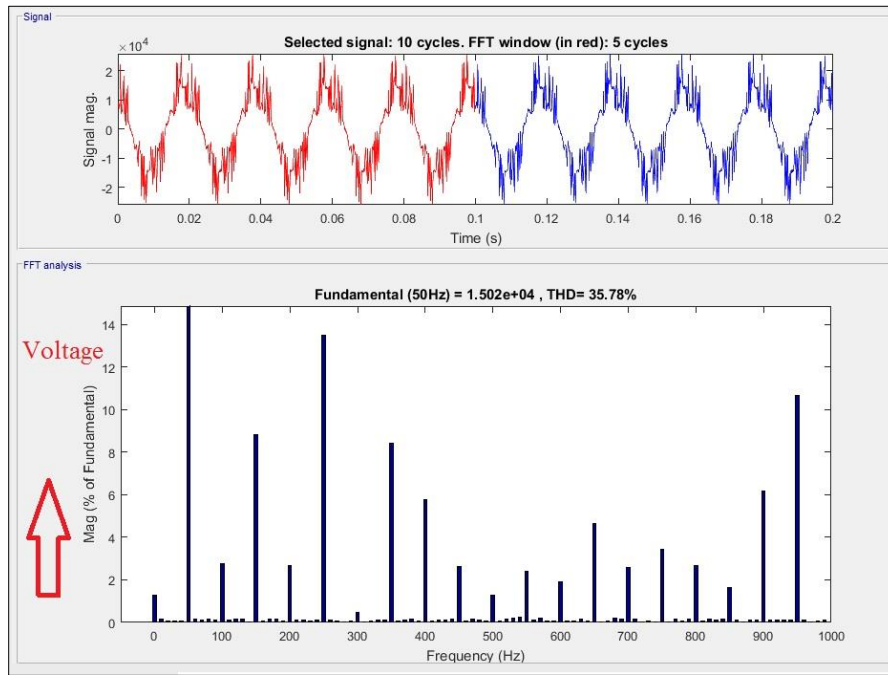 Signal
Selected signal: 10 cycles. FFT window (in red): 5 cycles
× 10⁴
Signal mag.
2
1
0
-1
-2
0 0.02 0.04 0.06 0.08 0.1 0.12 0.14 0.16 0.18 0.2
Time (s)
FFT analysis
Fundamental (50Hz) = 1.502e+04 , THD= 35.78%
Voltage
Mag (% of Fundamental)
14
12
10
8
6
4
2
0
0 100 200 300 400 500 600 700 800 900 1000
Frequency (Hz)